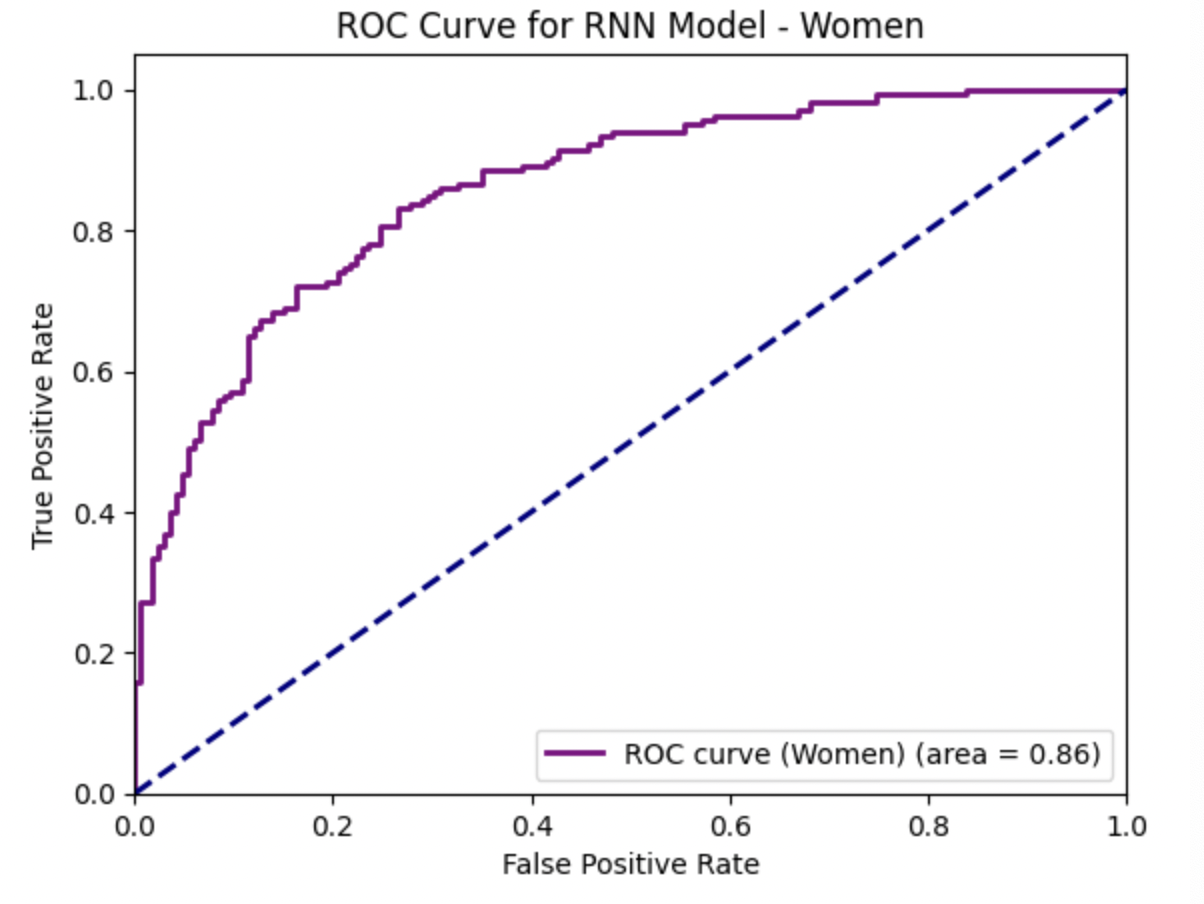 ROC Curve for RNN Model - Women
True Positive Rate
1.0
0.8
0.6
0.4
0.2
0.0
ROC curve (Women) (area = 0.86)
0.0 0.2 0.4 0.6 0.8 1.0
False Positive Rate